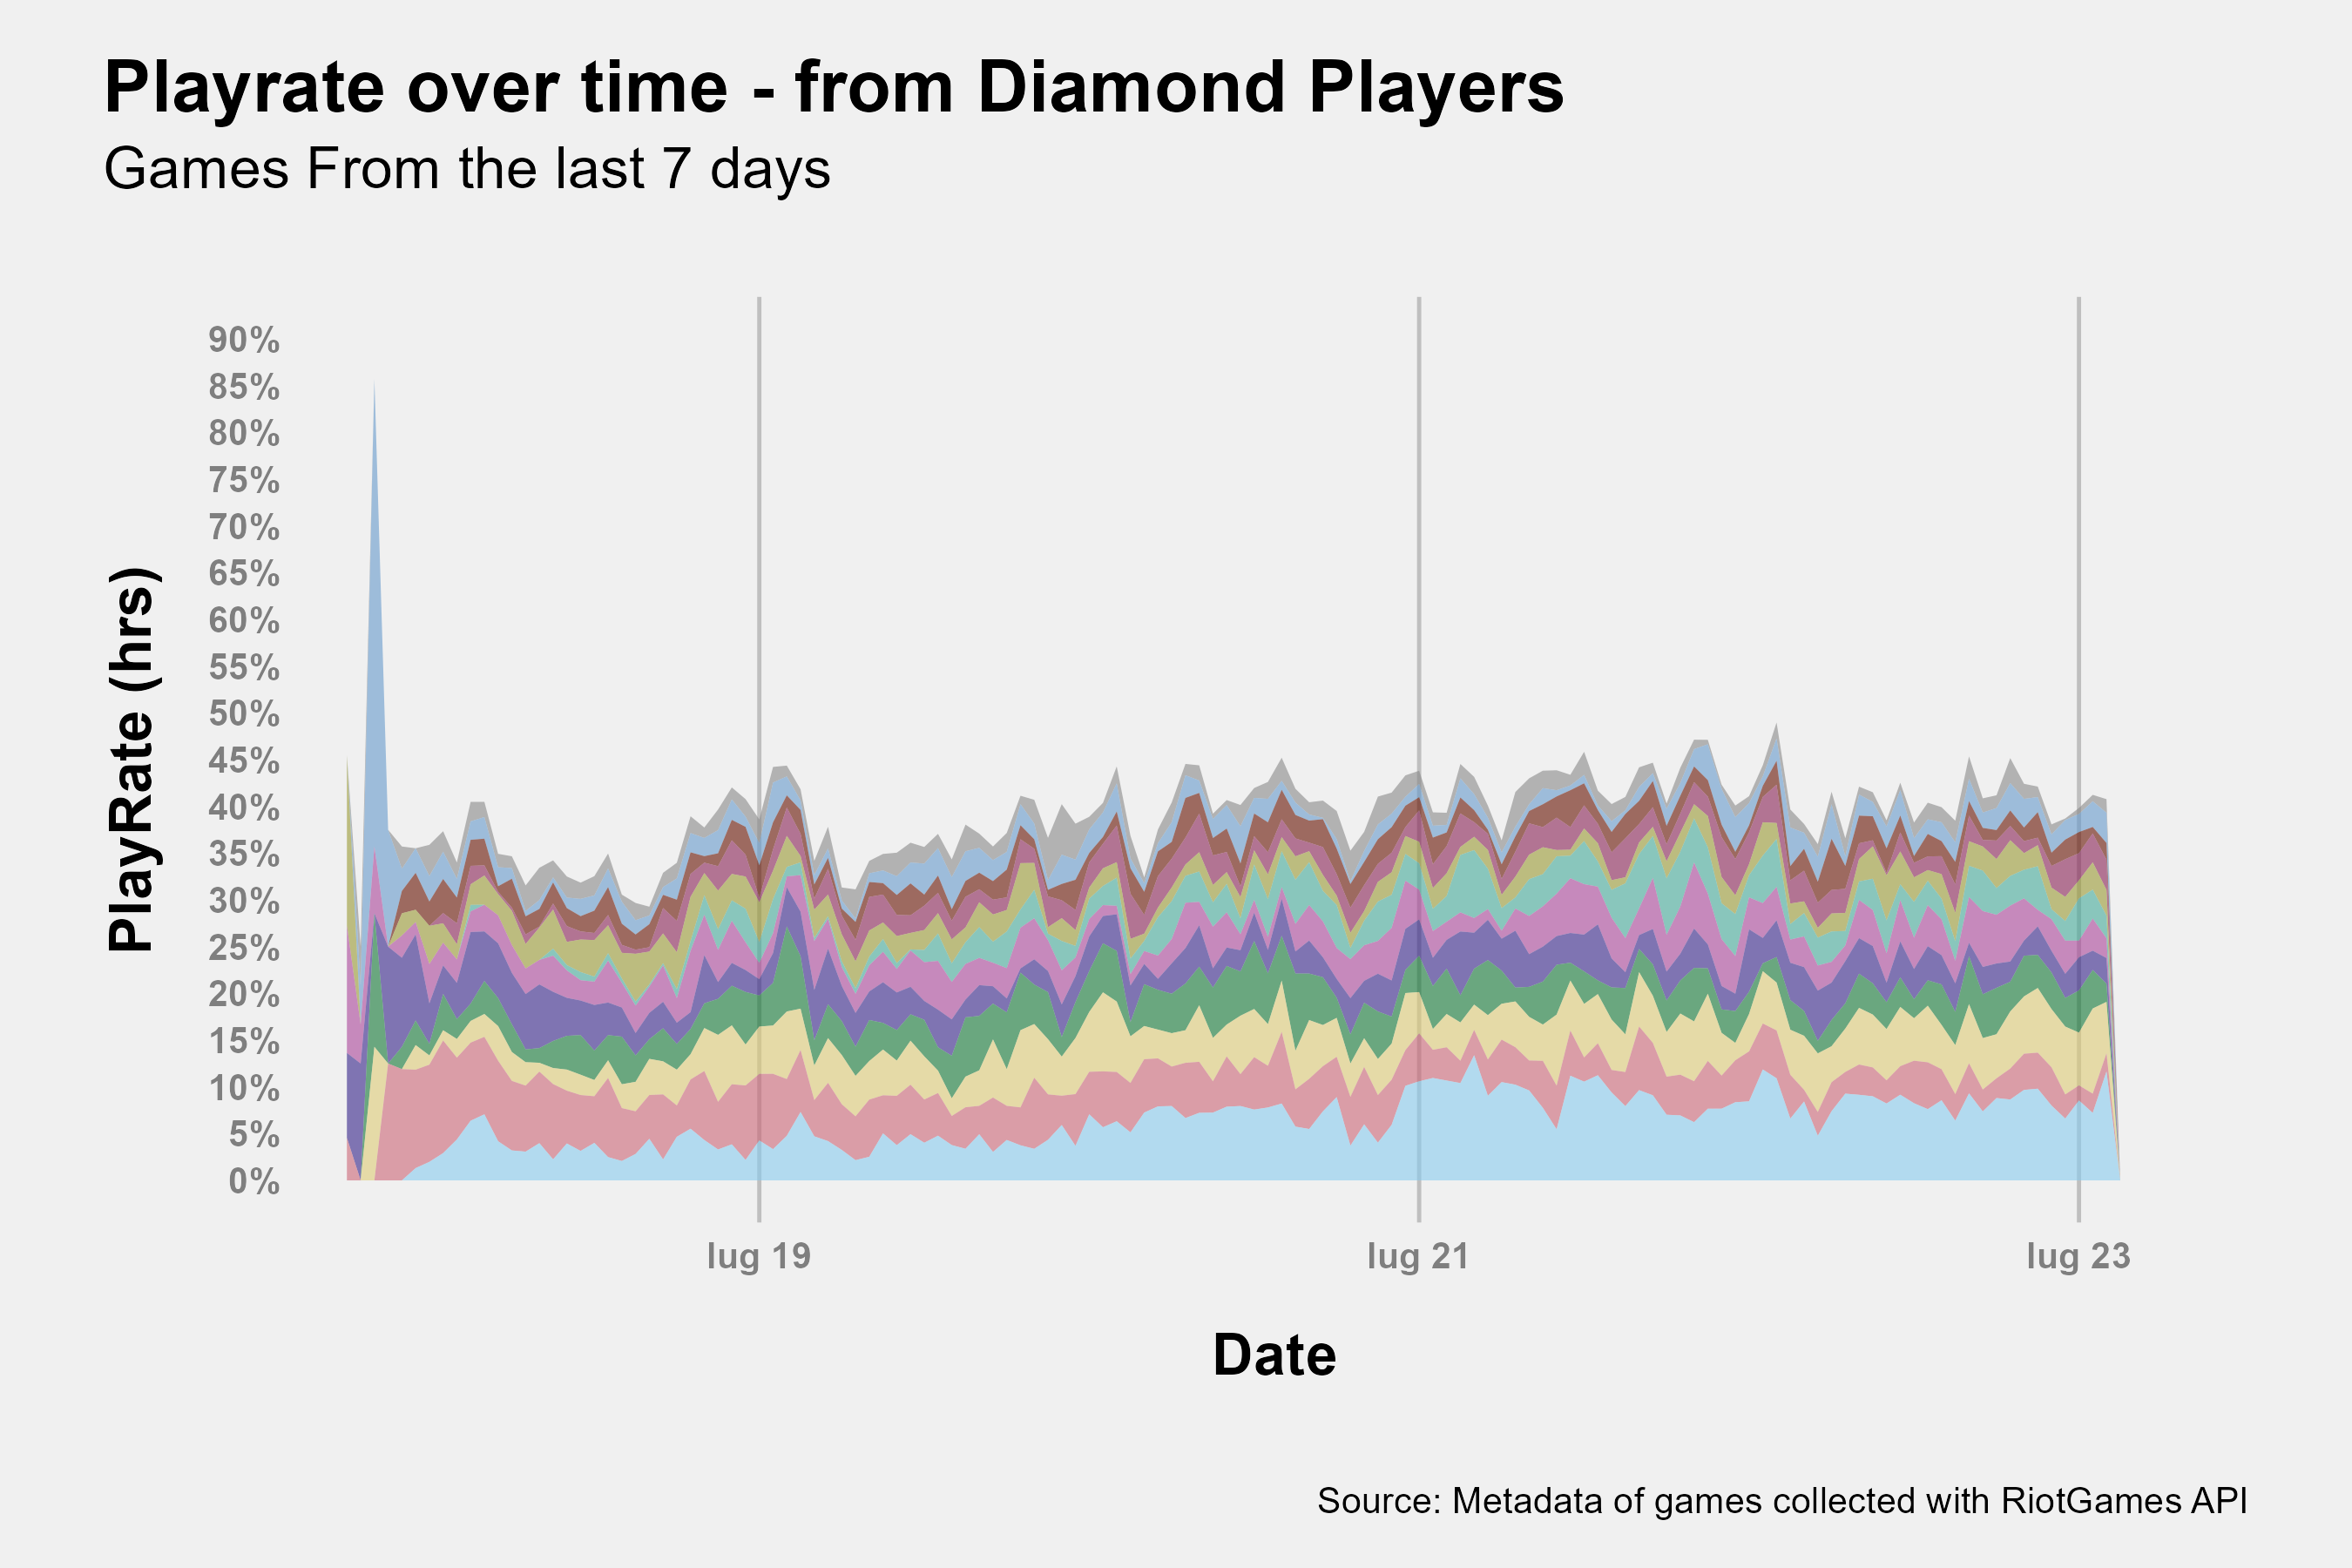 Playrate over time - from Diamond Players
Games From the last 7 days
PlayRate (hrs)
90%
85%
80%
75%
70%
65%
60%
55%
50%
45%
40%
35%
30%
25%
20%
15%
10%
5%
0%
lug 19
lug 21
lug 23
Date
Source: Metadata of games collected with RiotGames API